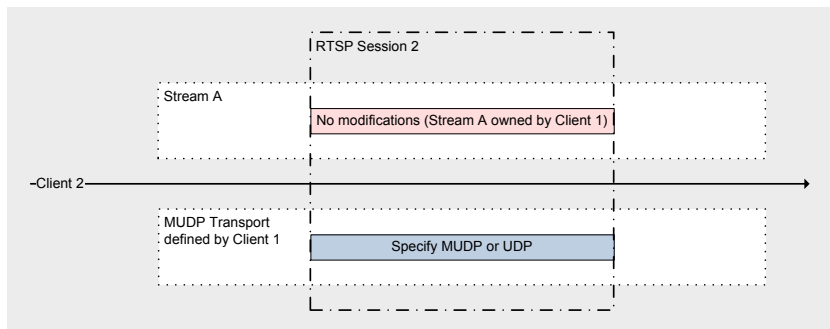 RTSP Session 2
Stream A
No modifications (Stream A owned by Client 1)
Client 2
MUDP Transport
defined by Client 1
Specify MUDP or UDP